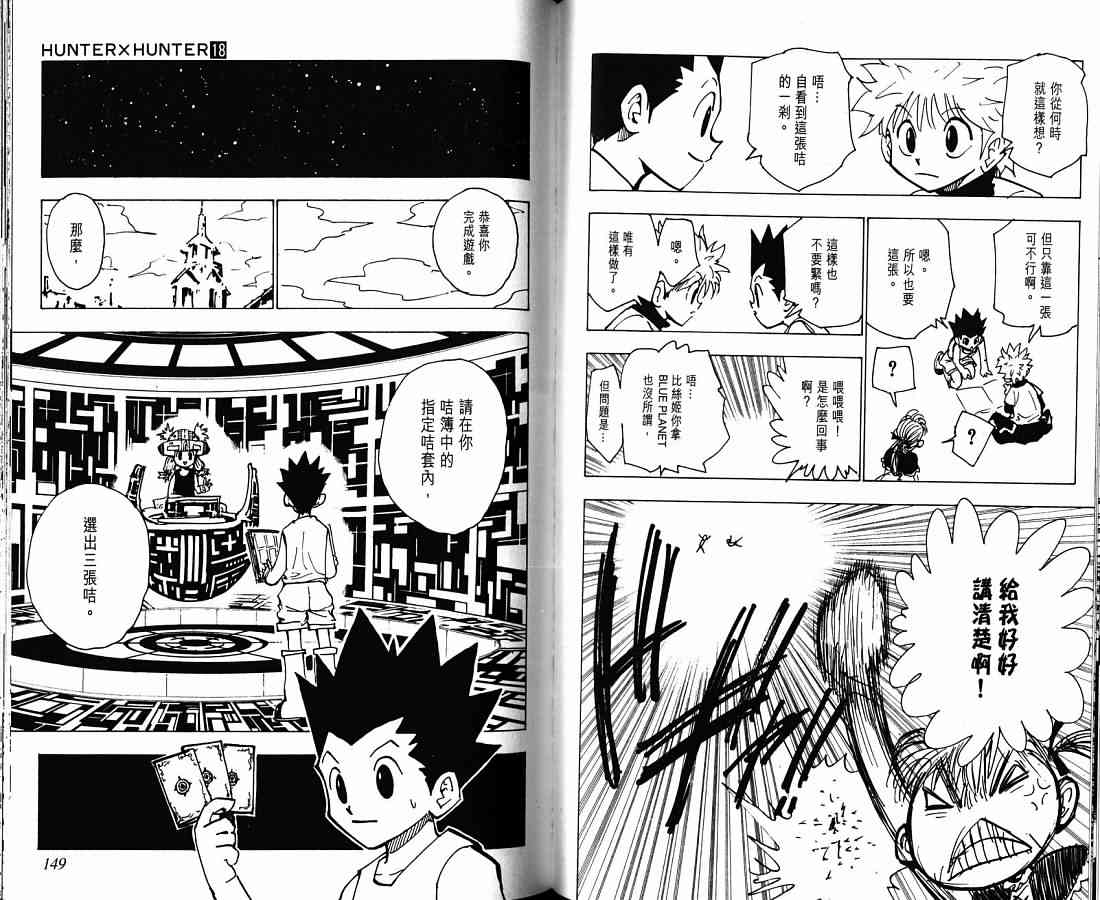 HUNTER×HUNTER 18
你從何時
就這樣想？
唔…
自看到這張咭
的一剎。
但只靠這一張
可不行啊。
嗯。
所以也要
這張。
？
？
這樣也
不要緊嗎？
嗯。
唯有
這樣做了。
喂喂喂！
是怎麼回事
啊？
唔…
比絲姬你拿
BLUE PLANET
也沒所謂，
但問題是…
給我好好
講清楚啊！
恭喜你
完成遊戲。
那麼，
請在你
咭簿中的
指定咭套內，
選出三張咭。
149